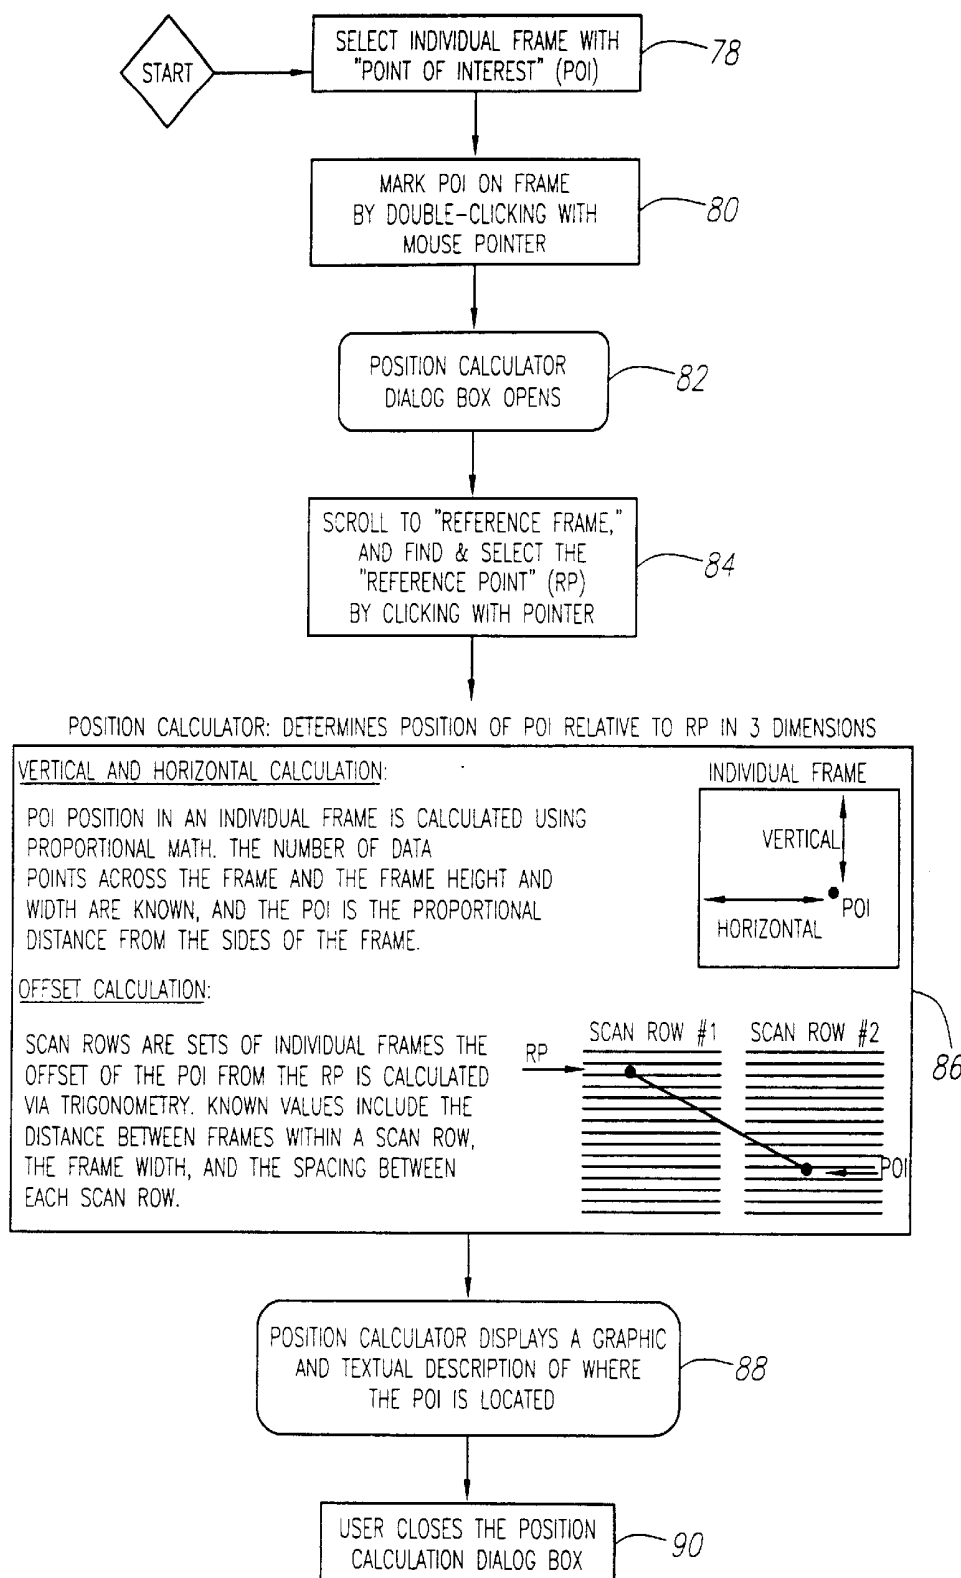 START
SELECT INDIVIDUAL FRAME WITH
"POINT OF INTEREST" (POI)
78
MARK POI ON FRAME
BY DOUBLE-CLICKING WITH
MOUSE POINTER
80
POSITION CALCULATOR
DIALOG BOX OPENS
82
SCROLL TO "REFERENCE FRAME,"
AND FIND & SELECT THE
"REFERENCE POINT" (RP)
BY CLICKING WITH POINTER
84
POSITION CALCULATOR: DETERMINES POSITION OF POI RELATIVE TO RP IN 3 DIMENSIONS
VERTICAL AND HORIZONTAL CALCULATION:
POI POSITION IN AN INDIVIDUAL FRAME IS CALCULATED USING
PROPORTIONAL MATH. THE NUMBER OF DATA
POINTS ACROSS THE FRAME AND THE FRAME HEIGHT AND
WIDTH ARE KNOWN, AND THE POI IS THE PROPORTIONAL
DISTANCE FROM THE SIDES OF THE FRAME.
INDIVIDUAL FRAME
VERTICAL
POI
HORIZONTAL
OFFSET CALCULATION:
SCAN ROWS ARE SETS OF INDIVIDUAL FRAMES THE
OFFSET OF THE POI FROM THE RP IS CALCULATED
VIA TRIGONOMETRY. KNOWN VALUES INCLUDE THE
DISTANCE BETWEEN FRAMES WITHIN A SCAN ROW,
THE FRAME WIDTH, AND THE SPACING BETWEEN
EACH SCAN ROW.
SCAN ROW #1
SCAN ROW #2
RP
POI
86
POSITION CALCULATOR DISPLAYS A GRAPHIC
AND TEXTUAL DESCRIPTION OF WHERE
THE POI IS LOCATED
88
USER CLOSES THE POSITION
CALCULATION DIALOG BOX
90